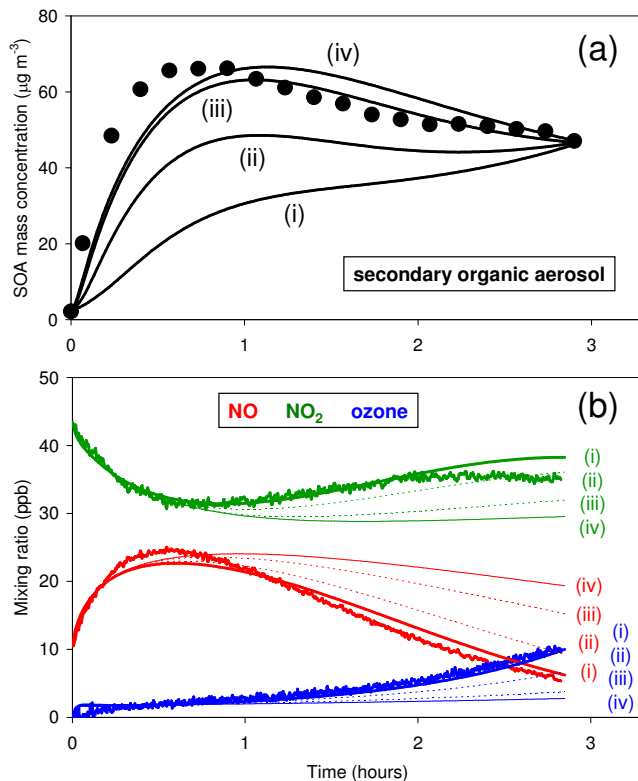 (a)
80
(iv)
60
(iii)
40
(ii)
(i)
20
secondary organic aerosol
0
0 1 2 3
SOA mass concentration (µg m-3)
50
NO NO2 ozone
(b)
40
(i)
(ii)
30
(iii)
(iv)
20
(iv)
(iii)
(ii)
10
(i)
(i)
(ii)
(iii)
0
(iv)
0 1 2 3
Mixing ratio (ppb)
Time (hours)